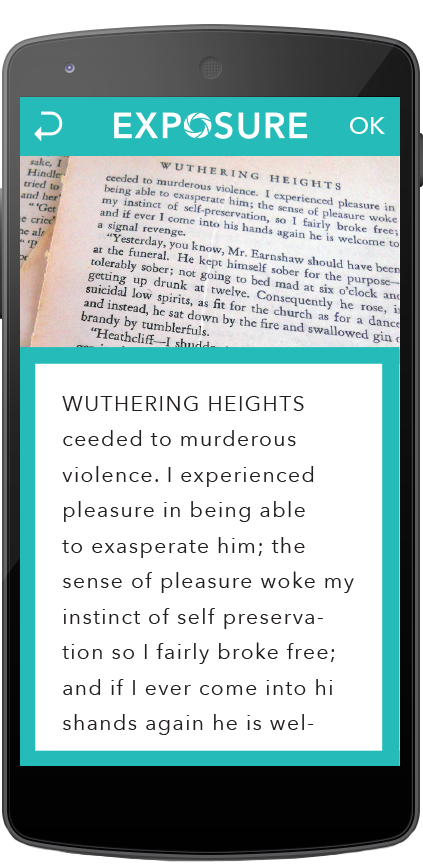 EXPOSURE OK
sake, I
Hindle
tried to
and her
"'Get
e cried
"'P
WUTHERING HEIGHTS
ceeded to murderous violence. I experienced pleasure in
being able to exasperate him; the sense of pleasure woke
my instinct of self-preservation, so I fairly broke free;
and if ever I come into his hands again he is welcome to
a signal revenge.
"Yesterday, you know, Mr. Earnshaw should have been
at the funeral. He kept himself sober for the purpose—
tolerably sober; not going to bed mad at six o'clock and
getting up drunk at twelve. Consequently he rose, i
suicidal low spirits, as fit for the church as for a dance
and instead, he sat down by the fire and swallowed gin o
brandy by tumblerfuls.
"Heathcliff—I shudd
WUTHERING HEIGHTS
ceeded to murderous
violence. I experienced
pleasure in being able
to exasperate him; the
sense of pleasure woke my
instinct of self preserva-
tion so I fairly broke free;
and if I ever come into hi
shands again he is wel-